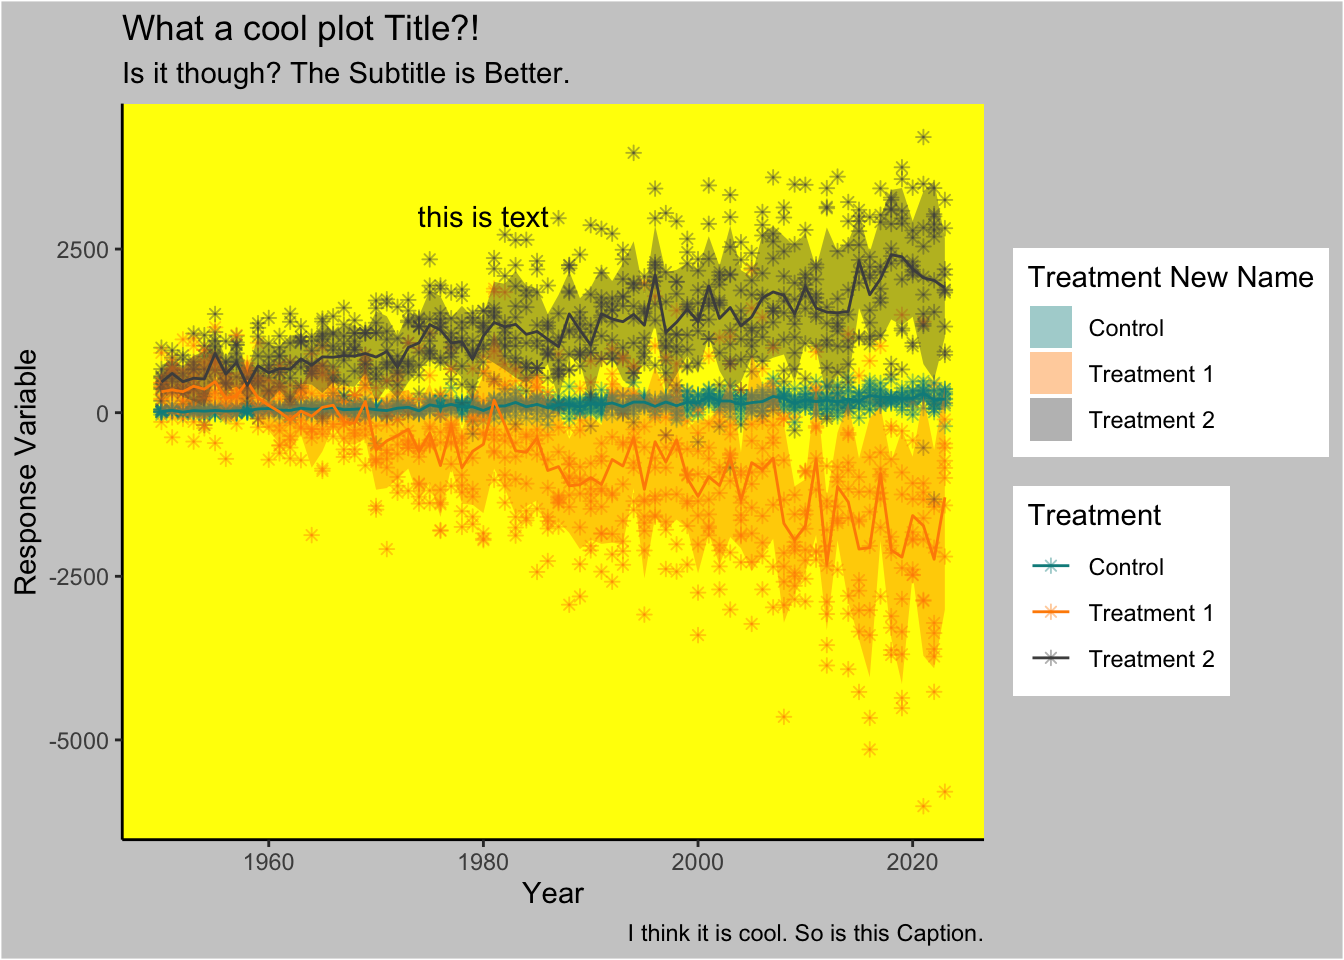 What a cool plot Title?!
Is it though? The Subtitle is Better.
this is text
2500
0
-2500
-5000
Response Variable
1960
1980
2000
2020
Year
I think it is cool. So is this Caption.
Treatment New Name
Control
Treatment 1
Treatment 2
Treatment
Control
Treatment 1
Treatment 2